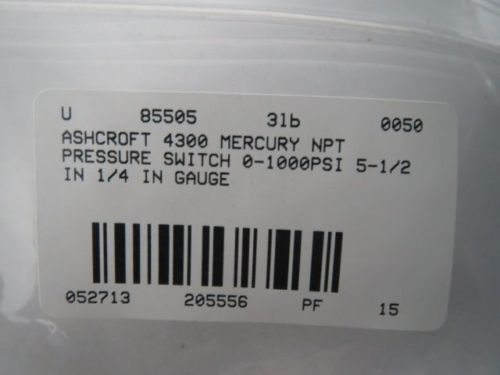 U 85505 3lb 0050
ASHCROFT 4300 MERCURY NPT
PRESSURE SWITCH 0-1000PSI 5-1/2
IN 1/4 IN GAUGE
052713 205556 PF 15